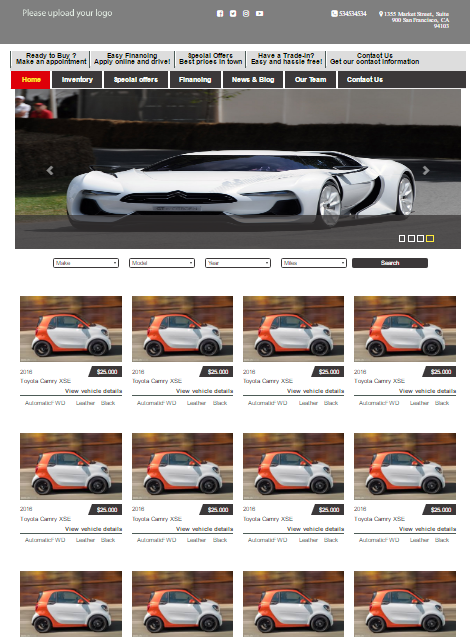 Please upload your logo
534534534
1355 Market Street, Suite
900 San Francisco, CA
94103
Ready to Buy ?
Make an appointment
Easy Financing
Apply online and drive!
Special Offers
Best prices in town
Have a Trade-in?
Easy and hassle free!
Contact Us
Get our contact information
Home Inventory Special offers Financing News & Blog Our Team Contact Us
Make Model Year Miles Search
2016 $25.000 2016 $25.000 2016 $25.000 2016 $25.000
Toyota Camry XSE Toyota Camry XSE Toyota Camry XSE Toyota Camry XSE
View vehicle details View vehicle details View vehicle details View vehicle details
Automatic WD Leather Black Automatic WD Leather Black Automatic WD Leather Black Automatic WD Leather Black
2016 $25.000 2016 $25.000 2016 $25.000 2016 $25.000
Toyota Camry XSE Toyota Camry XSE Toyota Camry XSE Toyota Camry XSE
View vehicle details View vehicle details View vehicle details View vehicle details
Automatic WD Leather Black Automatic WD Leather Black Automatic WD Leather Black Automatic WD Leather Black